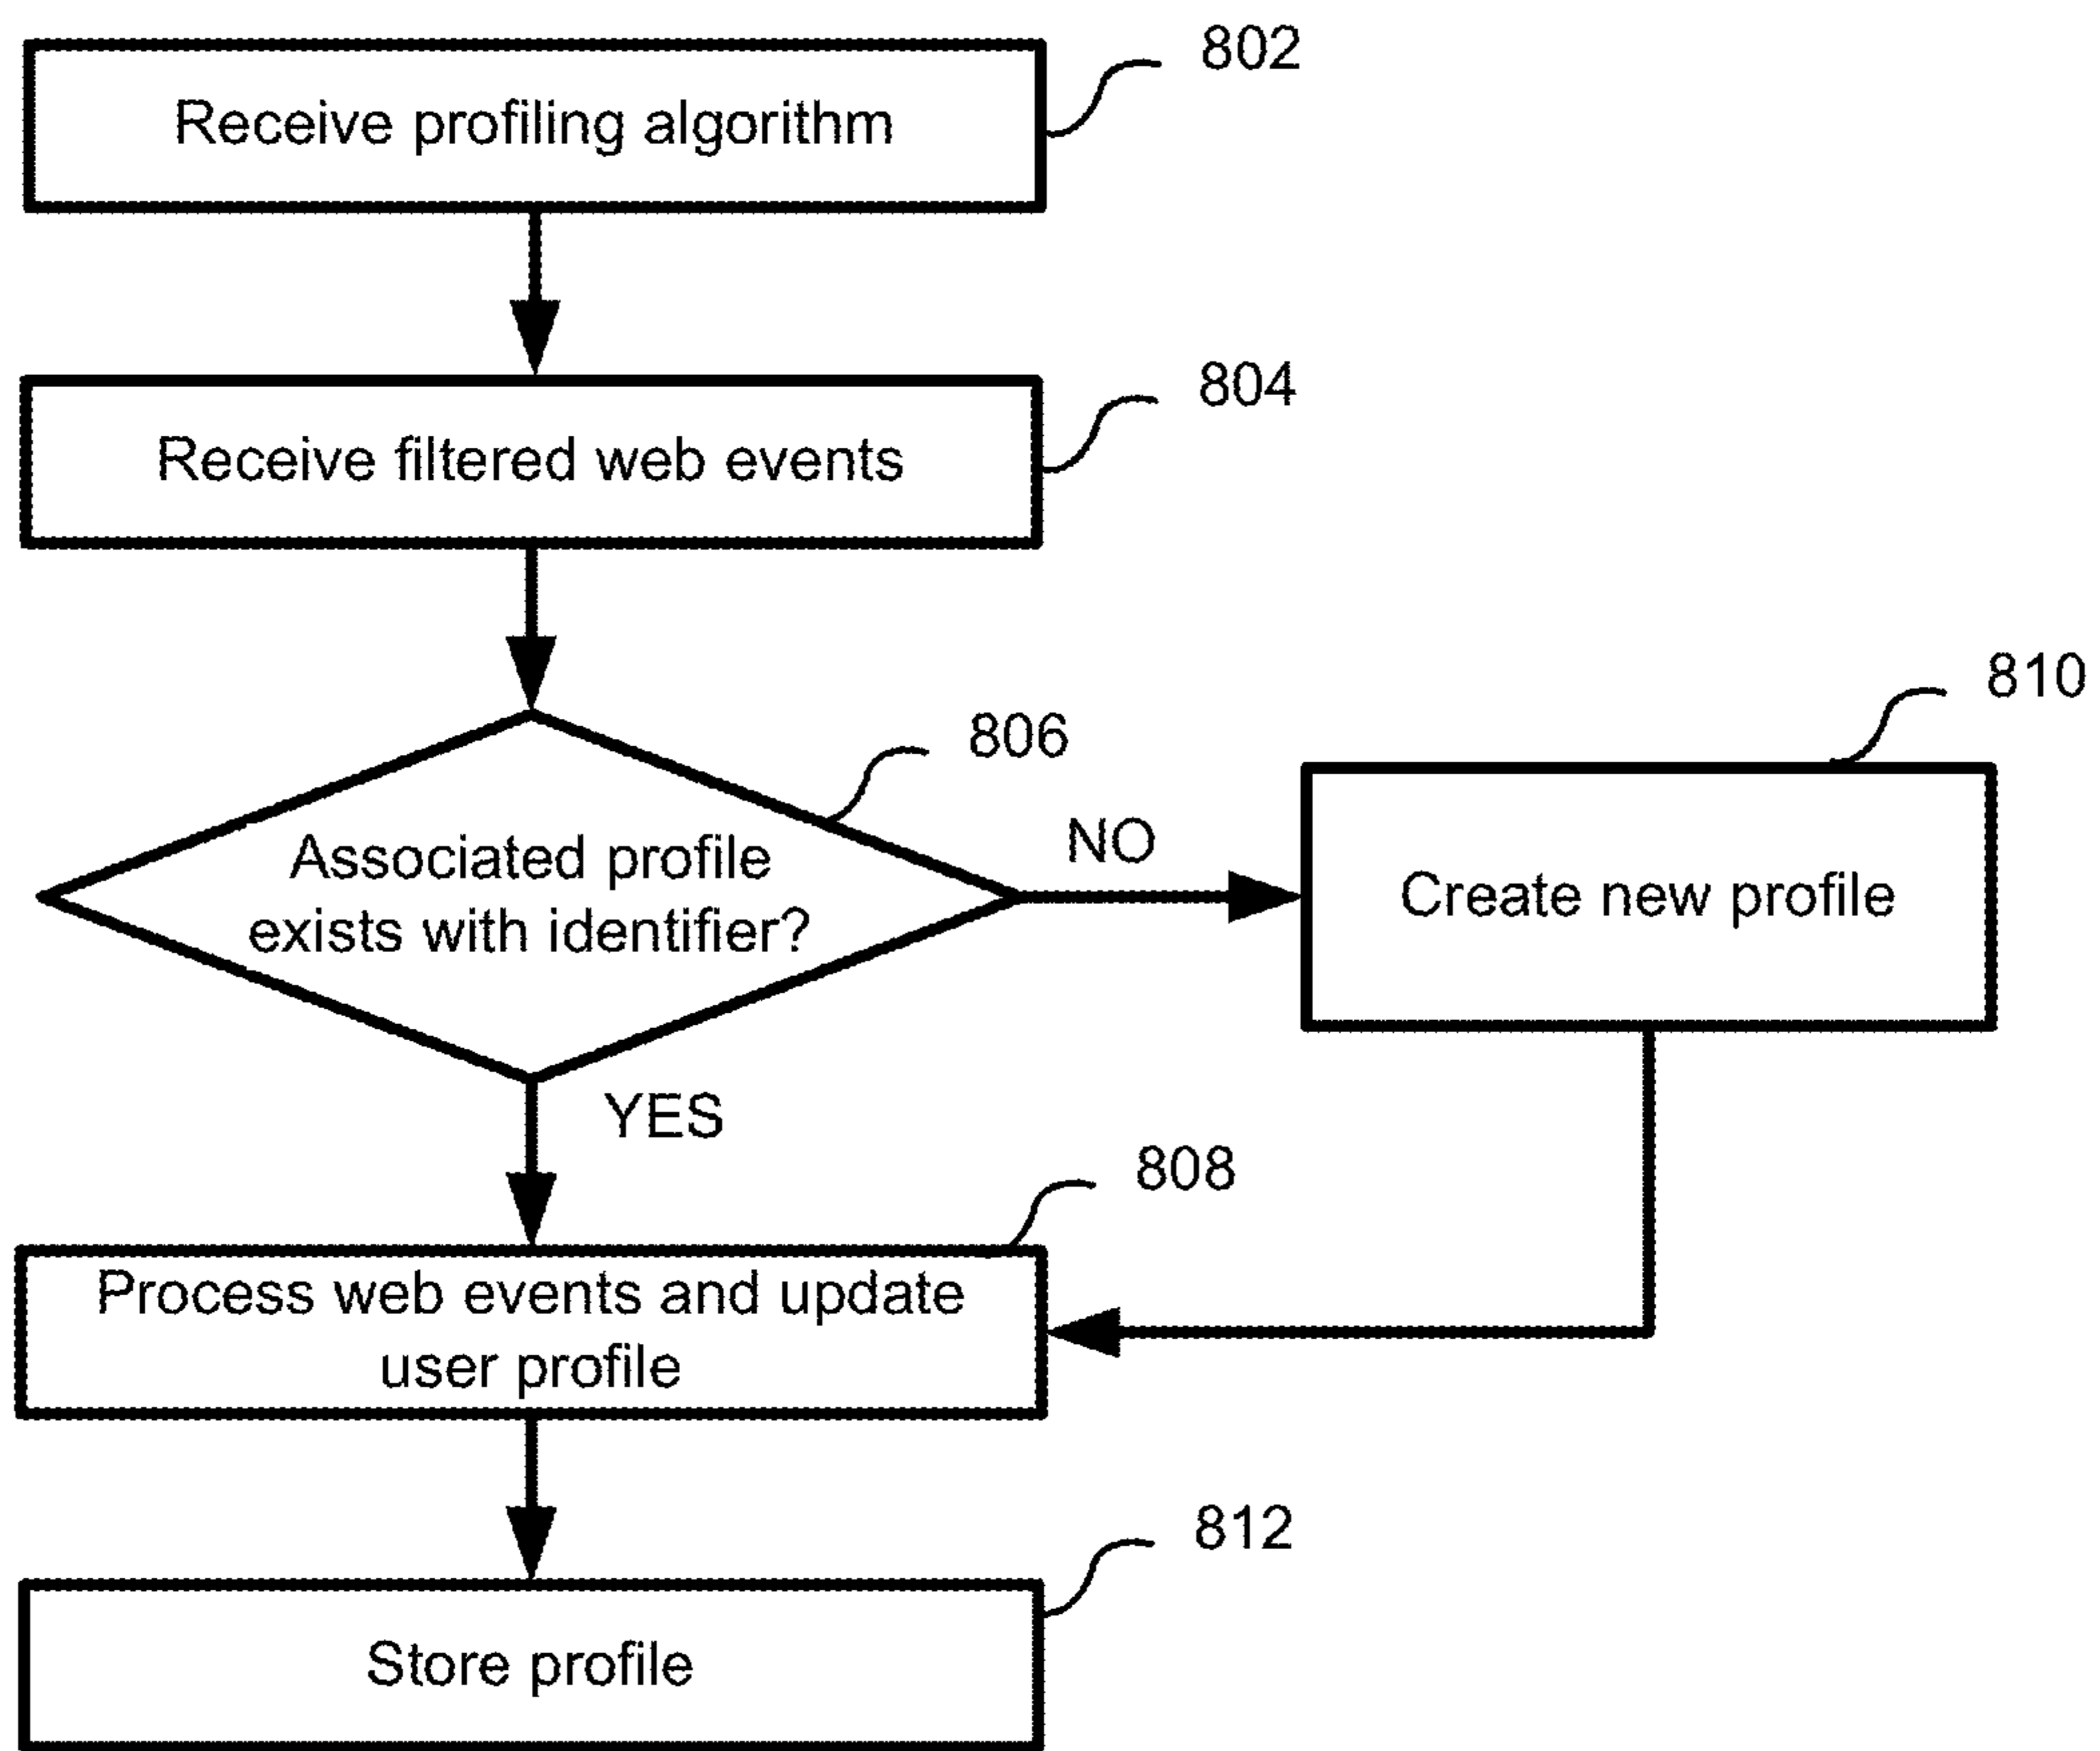 802
Receive profiling algorithm
804
Receive filtered web events
806
Associated profile
exists with identifier?
NO
810
Create new profile
YES
808
Process web events and update
user profile
812
Store profile